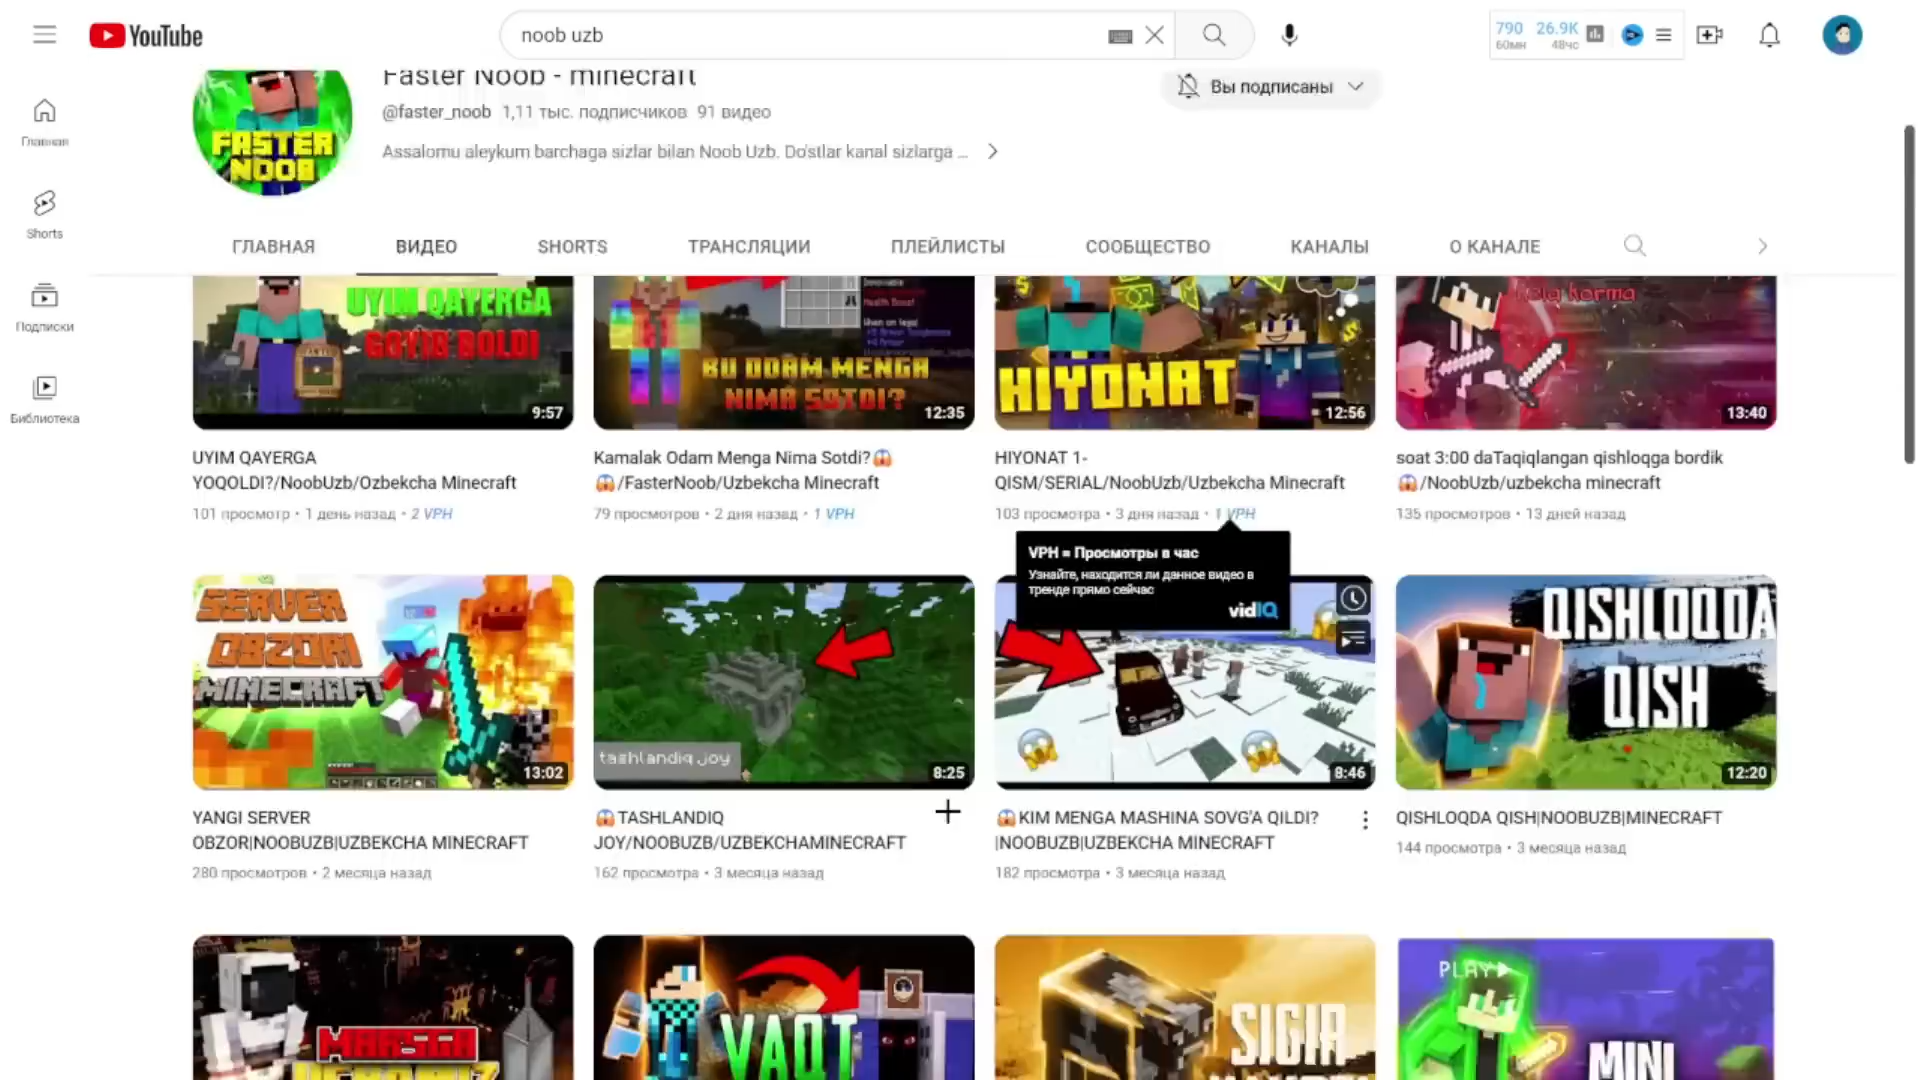 YouTube
noob uzb
790 26.9K
60мн 48чс
Главная
Shorts
Подписки
Библиотека
FASTER
NOOB
Faster Noob - minecraft
@faster_noob 1,11 тыс. подписчиков 91 видео
Assalomu aleykum barchaga sizlar bilan Noob Uzb. Do'stlar kanal sizlarga ...
Вы подписаны
ГЛАВНАЯ ВИДЕО SHORTS ТРАНСЛЯЦИИ ПЛЕЙЛИСТЫ СООБЩЕСТВО КАНАЛЫ О КАНАЛЕ
UYIM QAYERGA
GOYIB BOLDI
9:57
BU ODAM MENGA
NIMA SOTDI?
12:35
HIYONAT
12:56
13:40
UYIM QAYERGA
YOQOLDI?/NoobUzb/Ozbekcha Minecraft
101 просмотр • 1 день назад • 2 VPH
Kamalak Odam Menga Nima Sotdi?😱
😱/FasterNoob/Uzbekcha Minecraft
79 просмотров • 2 дня назад • 1 VPH
HIYONAT 1-
QISM/SERIAL/NoobUzb/Uzbekcha Minecraft
103 просмотра • 3 дня назад • 1 VPH
soat 3:00 daTaqiqlangan qishloqga bordik
😱/NoobUzb/uzbekcha minecraft
135 просмотров • 13 дней назад
VPH = Просмотры в час
Узнайте, находится ли данное видео в
тренде прямо сейчас
vidIQ
SERVER
OBZORI
MINECRAFT
13:02
tashlandiq joy
8:25
8:46
QISHLOQDA
QISH
12:20
YANGI SERVER
OBZOR|NOOBUZB|UZBEKCHA MINECRAFT
280 просмотров • 2 месяца назад
😱TASHLANDIQ
JOY/NOOBUZB/UZBEKCHAMINECRAFT
162 просмотра • 3 месяца назад
😱KIM MENGA MASHINA SOVG'A QILDI?
|NOOBUZB|UZBEKCHA MINECRAFT
182 просмотра • 3 месяца назад
QISHLOQDA QISH|NOOBUZB|MINECRAFT
144 просмотра • 3 месяца назад
VAQT
SIGIR
PLAY
MINI